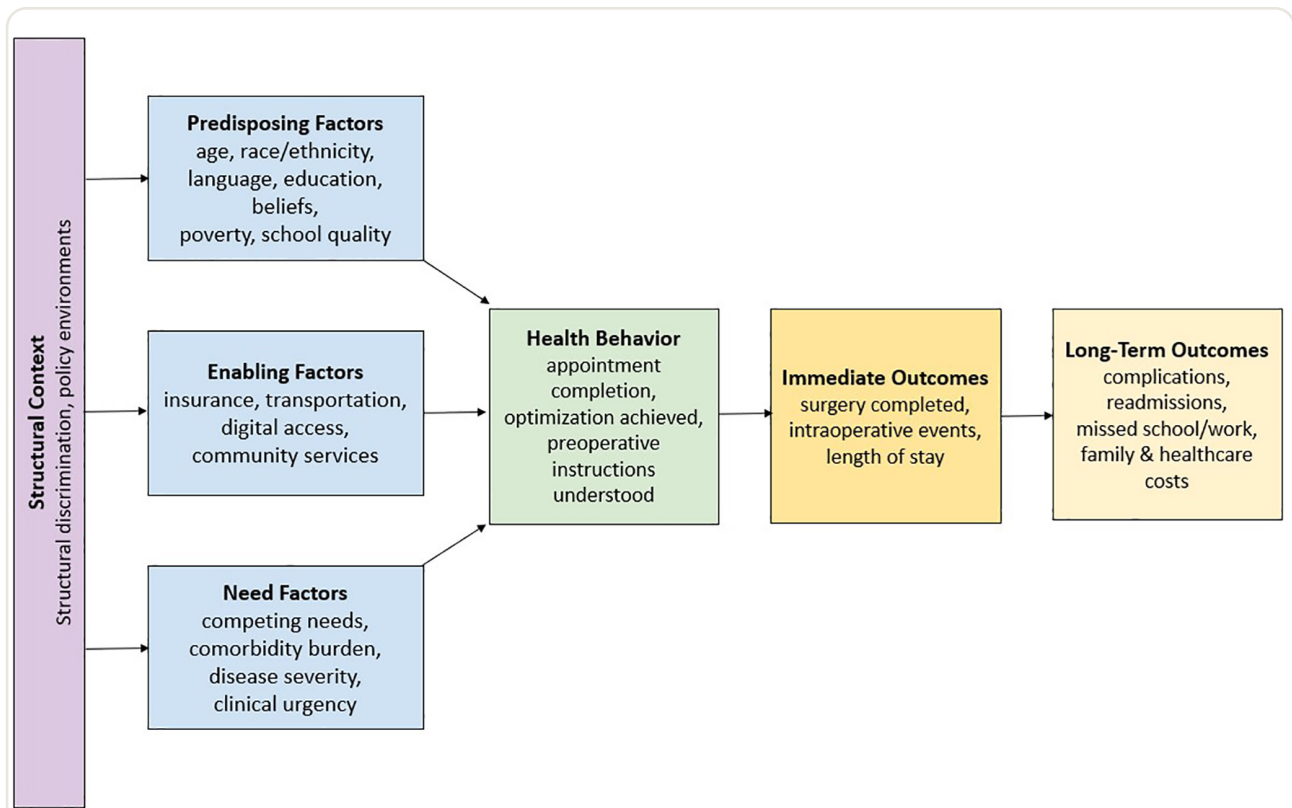 Structural Context
Structural discrimination, policy environments
Predisposing Factors
age, race/ethnicity,
language, education,
beliefs,
poverty, school quality
Enabling Factors
insurance, transportation,
digital access,
community services
Need Factors
competing needs,
comorbidity burden,
disease severity,
clinical urgency
Health Behavior
appointment
completion,
optimization achieved,
preoperative
instructions
understood
Immediate Outcomes
surgery completed,
intraoperative events,
length of stay
Long-Term Outcomes
complications,
readmissions,
missed school/work,
family & healthcare
costs